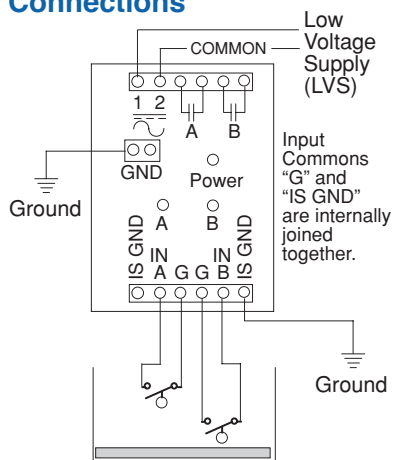 Connections
Low
Voltage
Supply
(LVS)
COMMON
1 2
A
B
GND
Power
Ground
Input
Commons
“G” and
“IS GND”
are internally
joined
together.
A
B
IS GND
IN
A
G
G
IN
B
IS GND
Ground